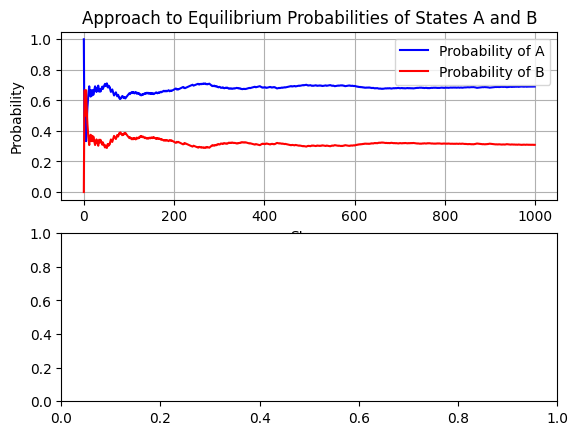 Approach to Equilibrium Probabilities of States A and B
1.0
0.8
0.6
0.4
0.2
0.0
Probability
Probability of A
Probability of B
0 200 400 600 800 1000
1.0
0.8
0.6
0.4
0.2
0.0
0.0 0.2 0.4 0.6 0.8 1.0